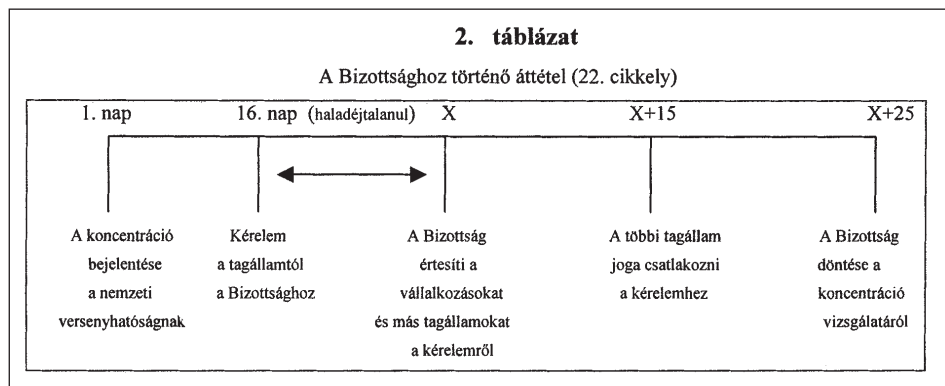 2. táblázat
A Bizottsághoz történő áttétel (22. cikkely)
1. nap 16. nap (haladéjtalanul) X X+15 X+25
A koncentráció
bejelentése
a nemzeti
versenyhatóságnak
Kérelem
a tagállamtól
a Bizottsághoz
A Bizottság
értesíti a
vállalkozásokat
és más tagállamokat
a kérelemről
A többi tagállam
joga csatlakozni
a kérelemhez
A Bizottság
döntése a
koncentráció
vizsgálatáról